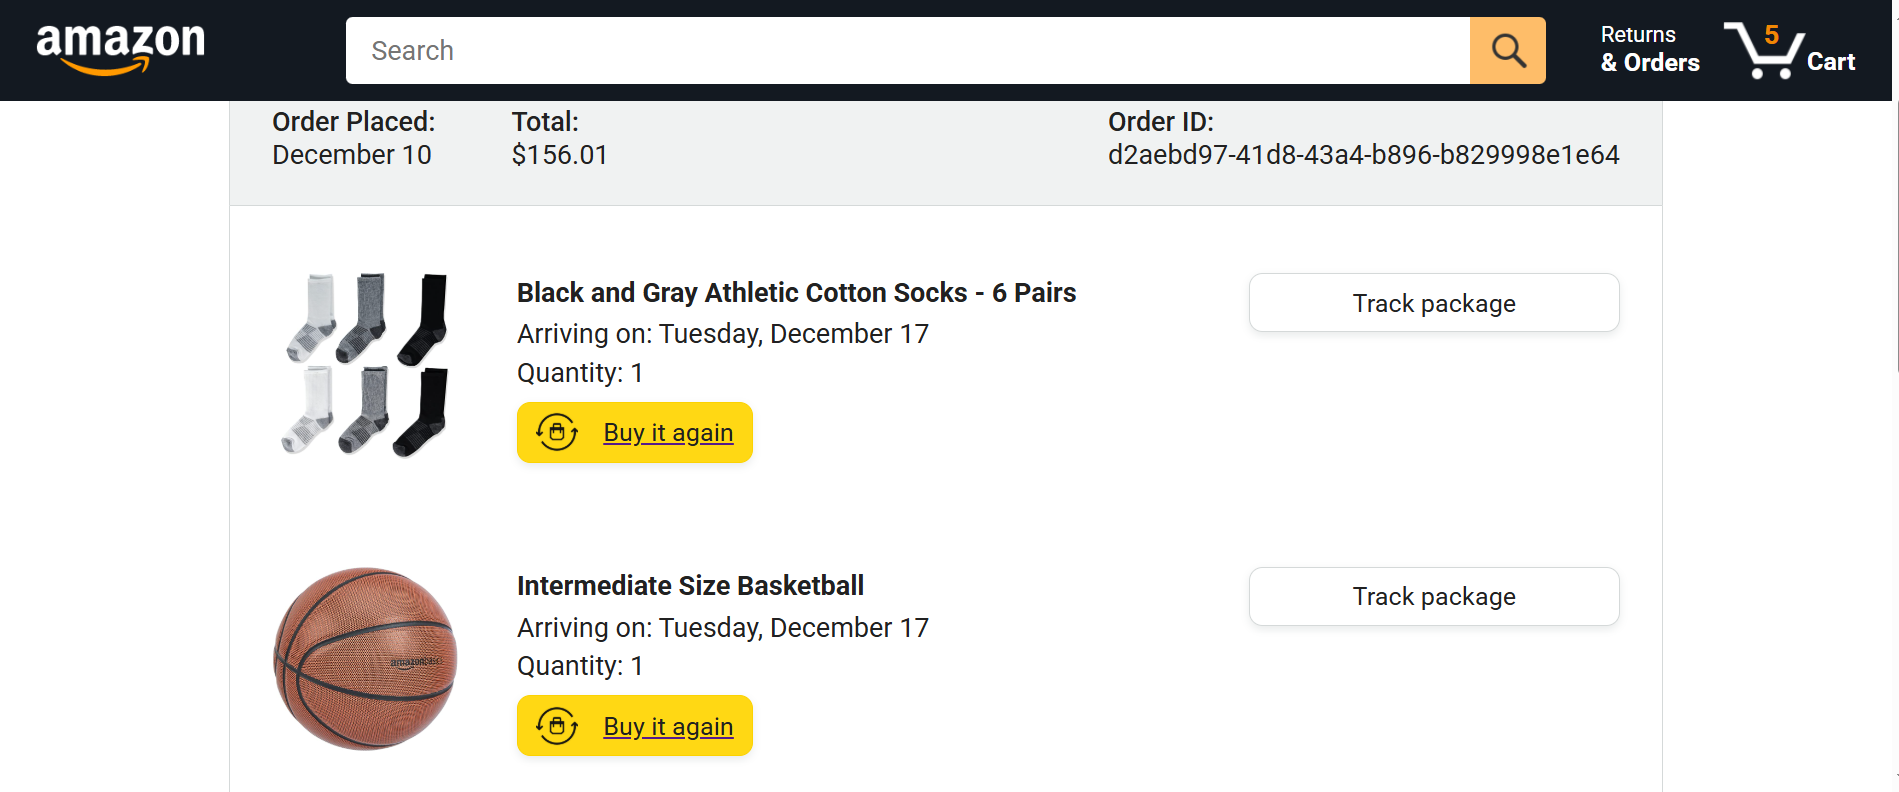 amazon
Search
Returns
& Orders
5
Cart
Order Placed:
December 10
Total:
$156.01
Order ID:
d2aebd97-41d8-43a4-b896-b829998e1e64
Black and Gray Athletic Cotton Socks - 6 Pairs
Arriving on: Tuesday, December 17
Quantity: 1
Buy it again
Track package
Intermediate Size Basketball
Arriving on: Tuesday, December 17
Quantity: 1
Buy it again
Track package
amazon